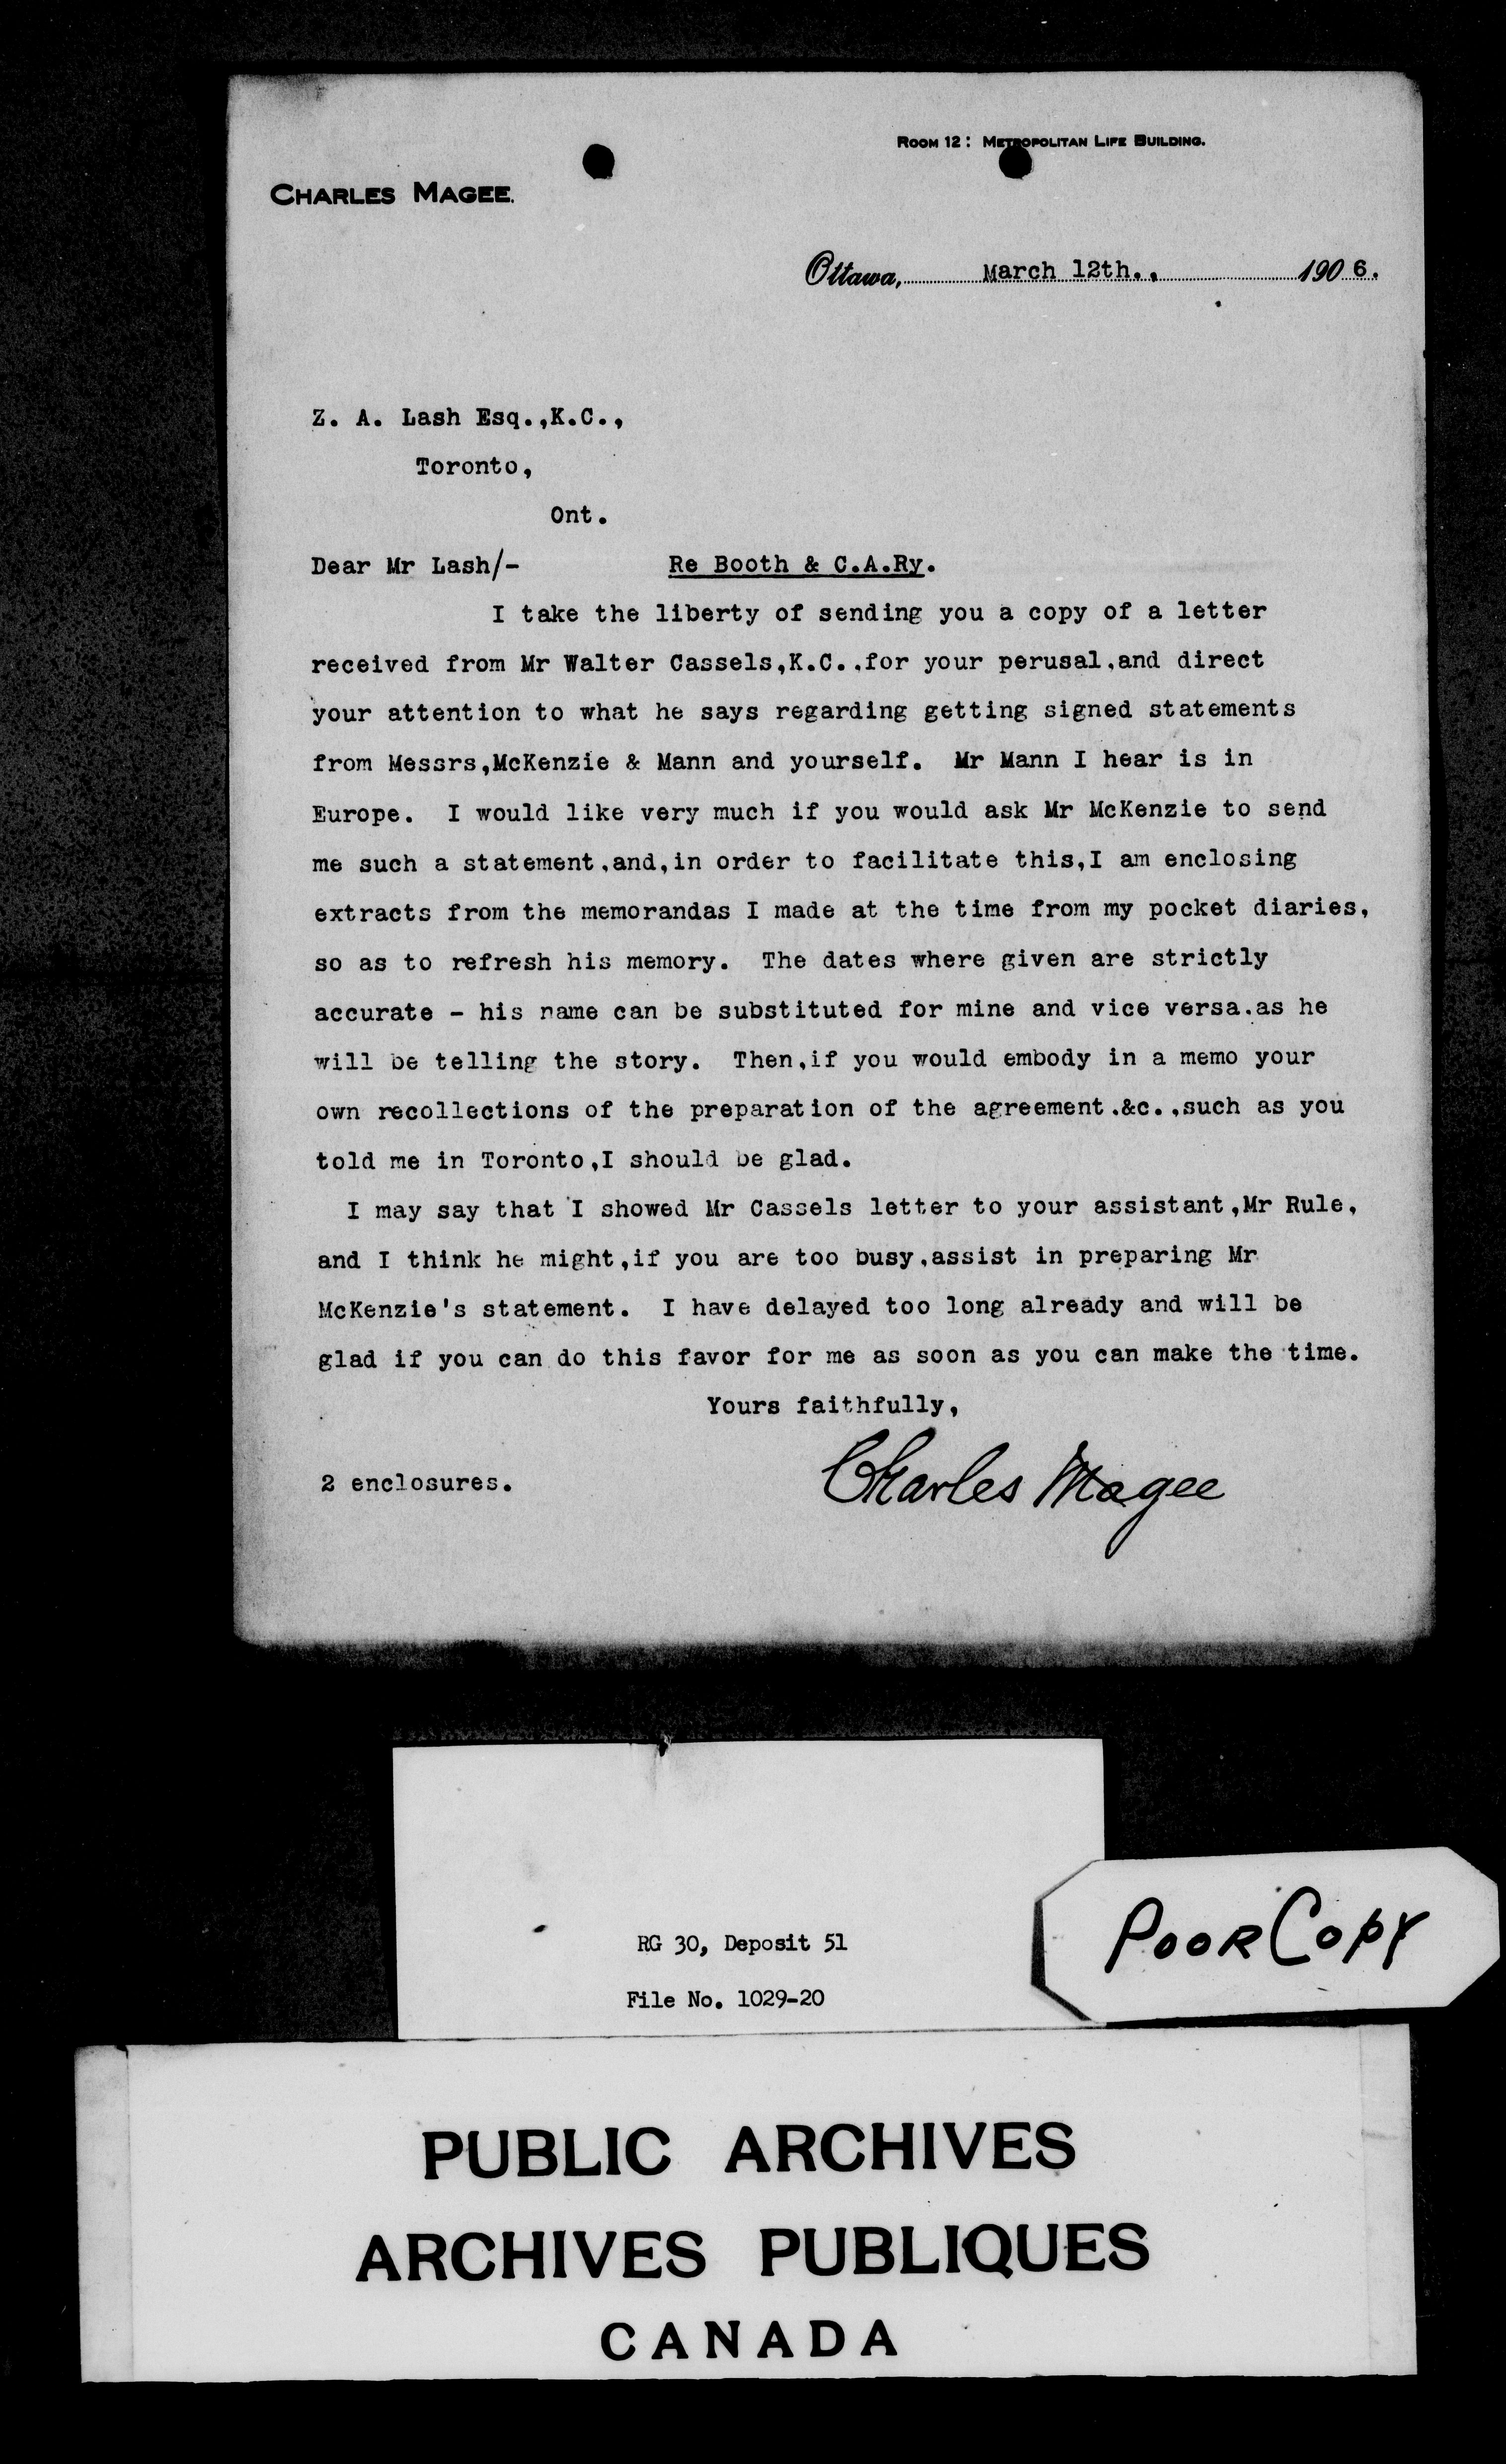 ROOM 12: METROPOLITAN LIFE BUILDING.
CHARLES MAGEE.
Ottawa, March 12th., 1906.
Z. A. Lash Esq.,K.C.,
Toronto,
Ont.
Dear Mr Lash/- Re Booth & C.A.Ry.
I take the liberty of sending you a copy of a letter
received from Mr Walter Cassels,K.C.,for your perusal,and direct
your attention to what he says regarding getting signed statements
from Messrs,McKenzie & Mann and yourself. Mr Mann I hear is in
Europe. I would like very much if you would ask Mr McKenzie to send
me such a statement,and,in order to facilitate this,I am enclosing
extracts from the memorandas I made at the time from my pocket diaries,
so as to refresh his memory. The dates where given are strictly
accurate - his name can be substituted for mine and vice versa.as he
will be telling the story. Then,if you would embody in a memo your
own recollections of the preparation of the agreement.&c.,such as you
told me in Toronto,I should be glad.
I may say that I showed Mr Cassels letter to your assistant,Mr Rule,
and I think he might,if you are too busy,assist in preparing Mr
McKenzie's statement. I have delayed too long already and will be
glad if you can do this favor for me as soon as you can make the time.
Yours faithfully,
2 enclosures. Charles Magee
RG 30, Deposit 51
File No. 1029-20
POOR COPY
PUBLIC ARCHIVES
ARCHIVES PUBLIQUES
CANADA